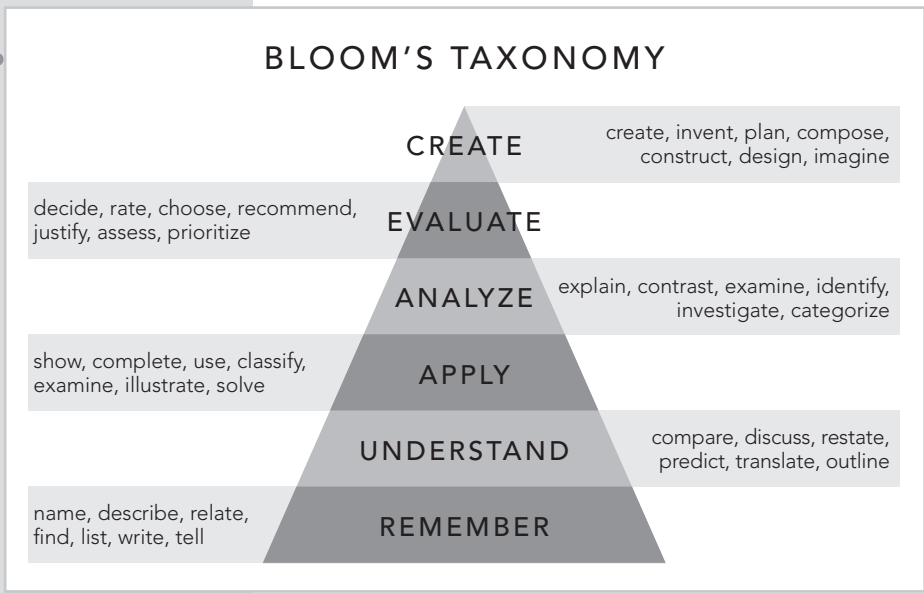 BLOOM'S TAXONOMY
CREATE
create, invent, plan, compose,
construct, design, imagine
decide, rate, choose, recommend,
justify, assess, prioritize
EVALUATE
ANALYZE
explain, contrast, examine, identify,
investigate, categorize
show, complete, use, classify,
examine, illustrate, solve
APPLY
UNDERSTAND
compare, discuss, restate,
predict, translate, outline
name, describe, relate,
find, list, write, tell
REMEMBER